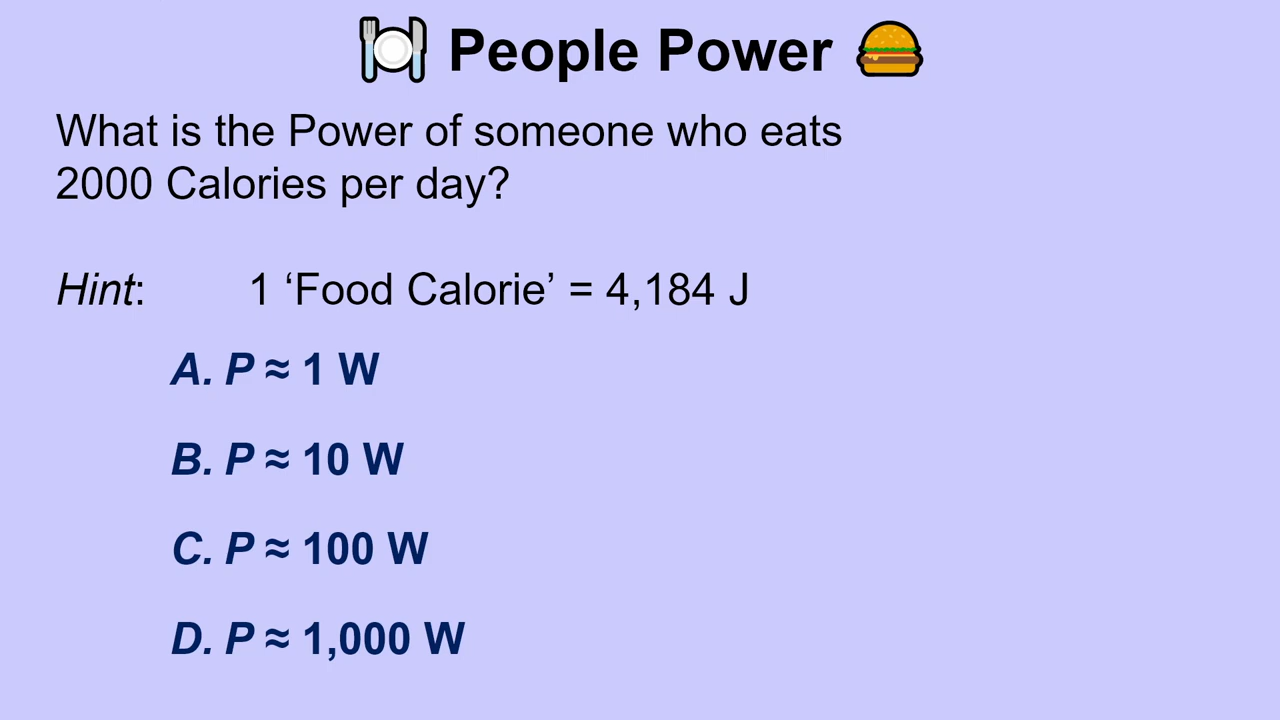 People Power
What is the Power of someone who eats
2000 Calories per day?
Hint: 1 ‘Food Calorie’ = 4,184 J
A. P ≈ 1 W
B. P ≈ 10 W
C. P ≈ 100 W
D. P ≈ 1,000 W